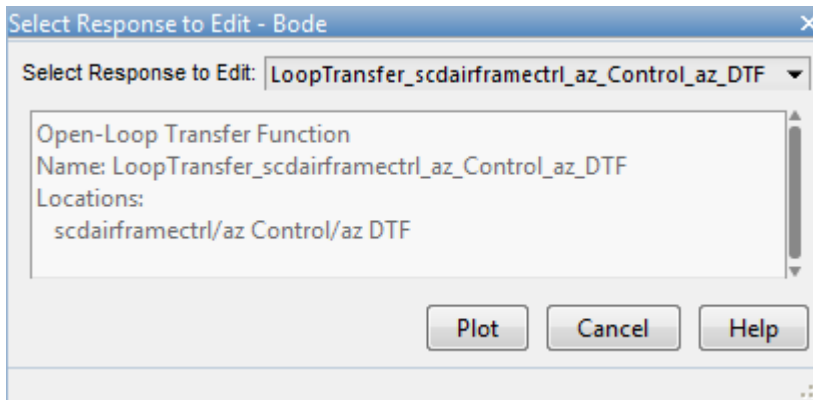 Select Response to Edit - Bode
Select Response to Edit: LoopTransfer_scdairframectrl_az_Control_az_DTF
Open-Loop Transfer Function
Name: LoopTransfer_scdairframectrl_az_Control_az_DTF
Locations:
scdairframectrl/az Control/az DTF
Plot Cancel Help